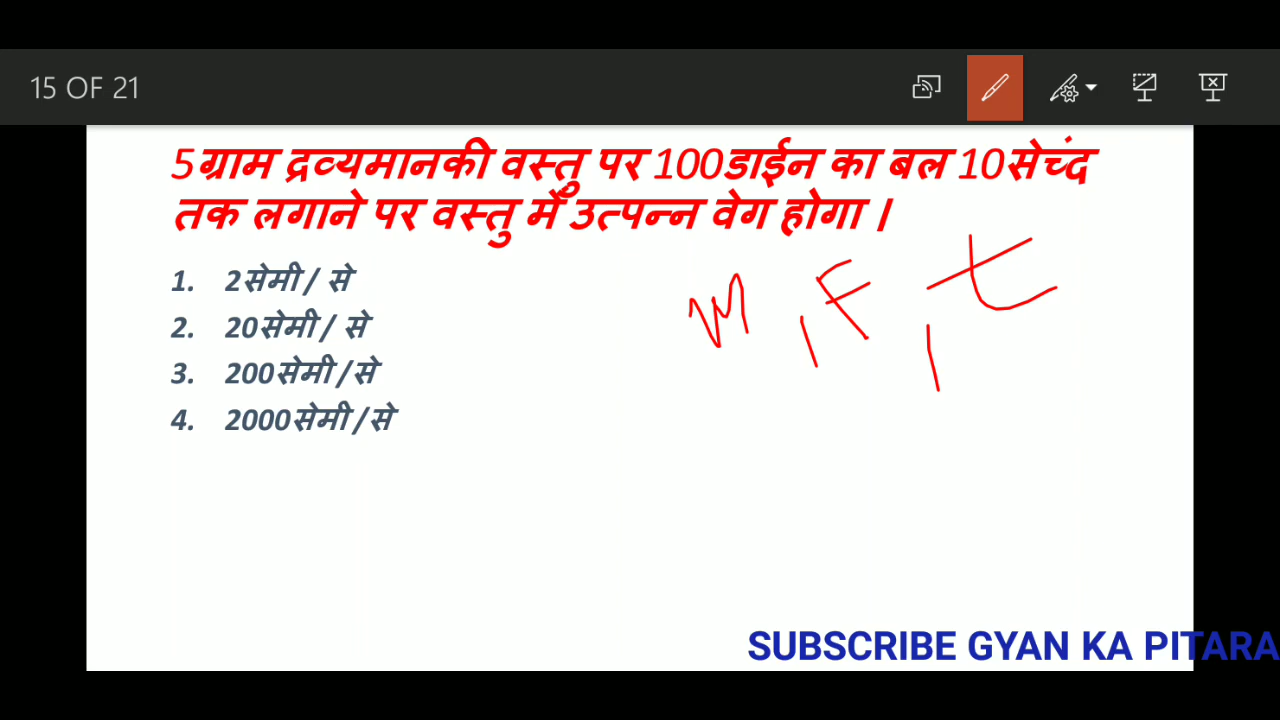 15 OF 21
5ग्राम द्रव्यमानकी वस्तु पर 100डाईन का बल 10सेच्ंद
तक लगाने पर वस्तु में उत्पन्न वेग होगा ।
1. 2सेमी / से
2. 20सेमी / से
3. 200सेमी /से
4. 2000सेमी /से
m , F , t
SUBSCRIBE GYAN KA PITARA